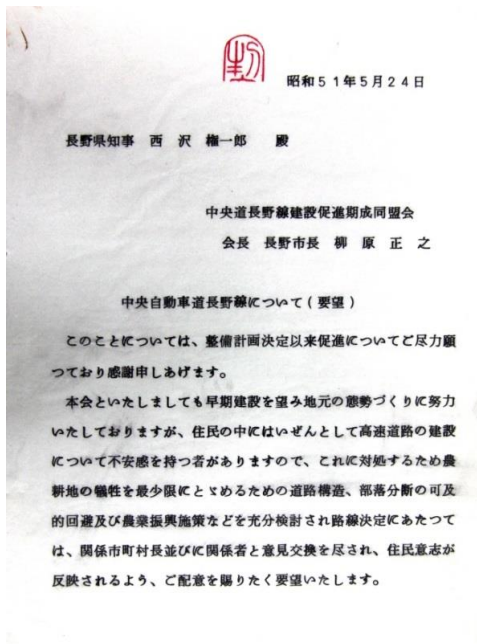 昭和51年5月24日
長野県知事 西沢 権一郎 殿
中央道長野線建設促進期成同盟会
会長 長野市長 柳原正之
中央自動車道長野線について(要望)
このことについては、整備計画決定以来促進についてご尽力願
つており感謝申しあげます。
本会といたしましても早期建設を望み地元の態勢づくりに努力
いたしておりますが、住民の中にはいぜんとして高速道路の建設
について不安感を持つ者がありますので、これに対処するため農
耕地の犠牲を最少限にとゞめるための道路構造、部落分断の可及
的回避及び農業振興施策などを充分検討され路線決定にあたつて
は、関係市町村長並びに関係者と意見交換を尽され、住民意志が
反映されるよう、ご配意を賜りたく要望いたします。